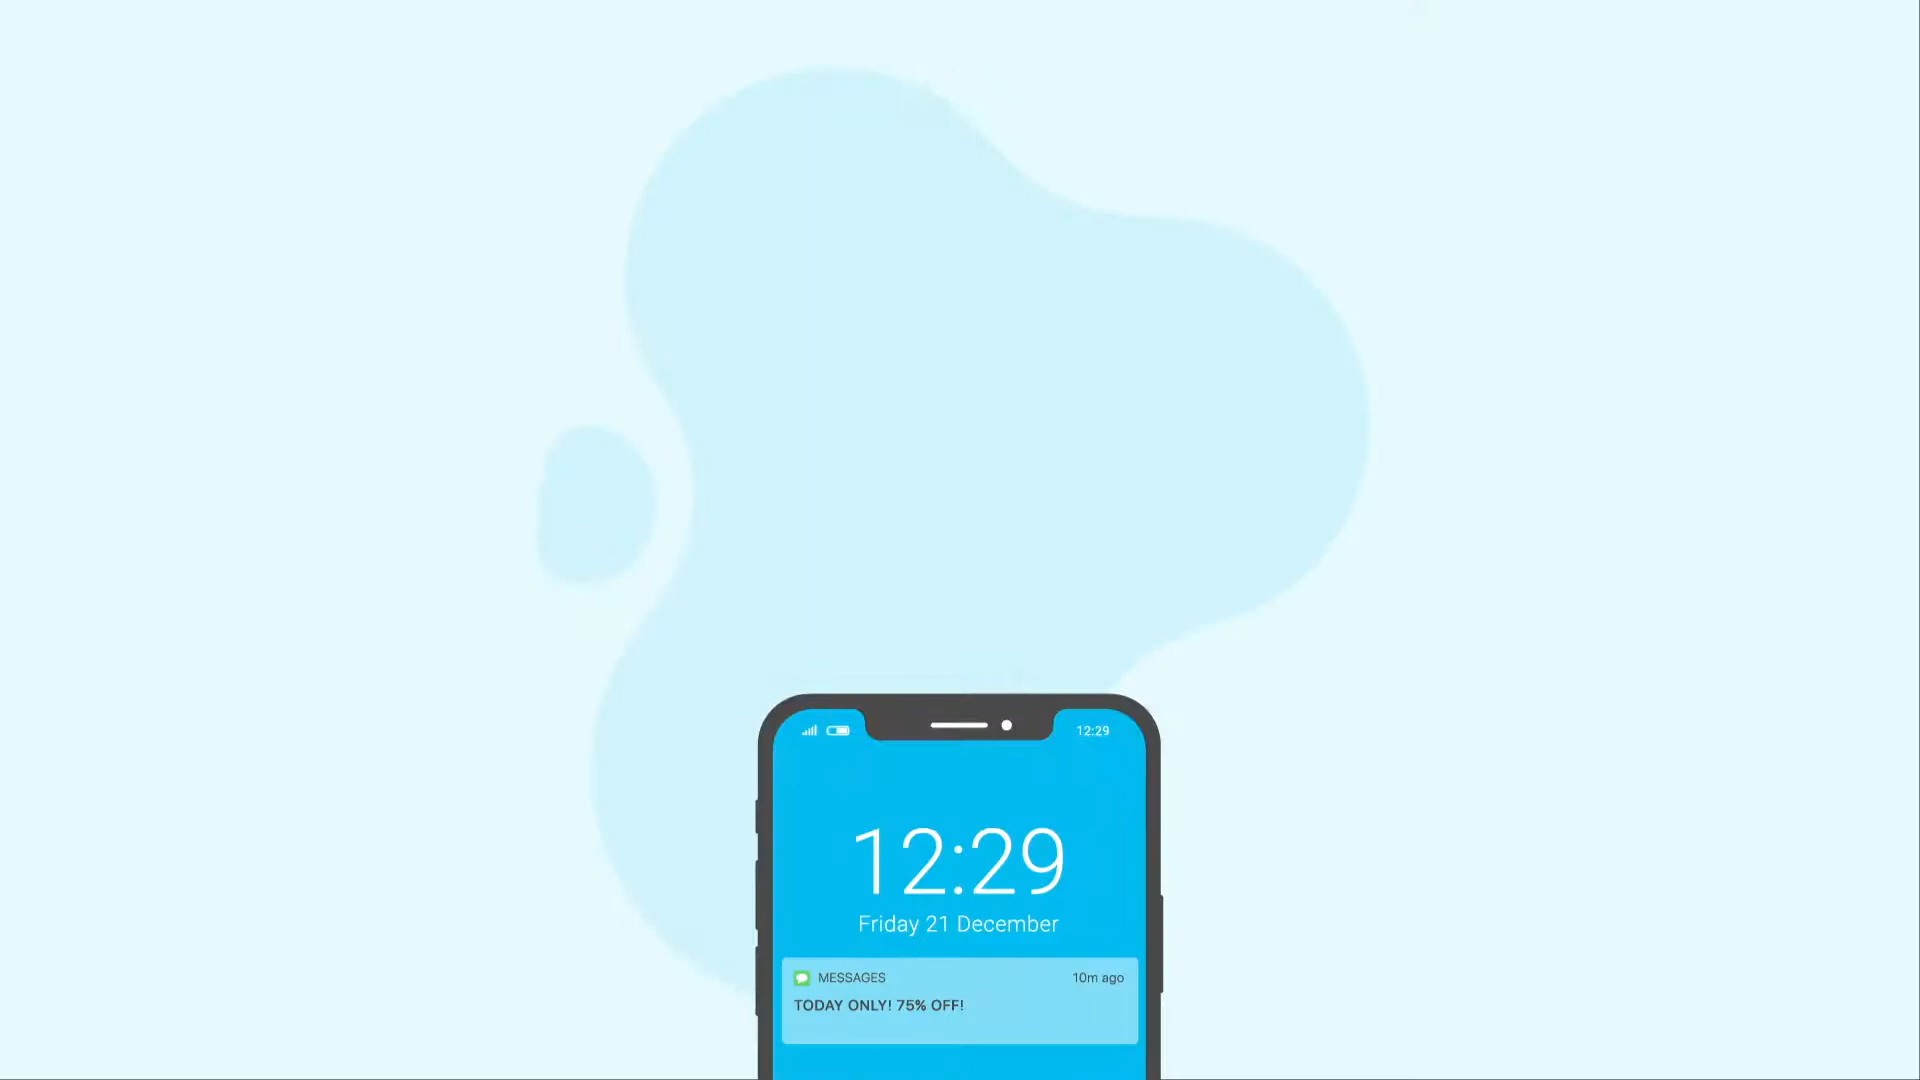 12:29
12:29
Friday 21 December
MESSAGES 10m ago
TODAY ONLY! 75% OFF!